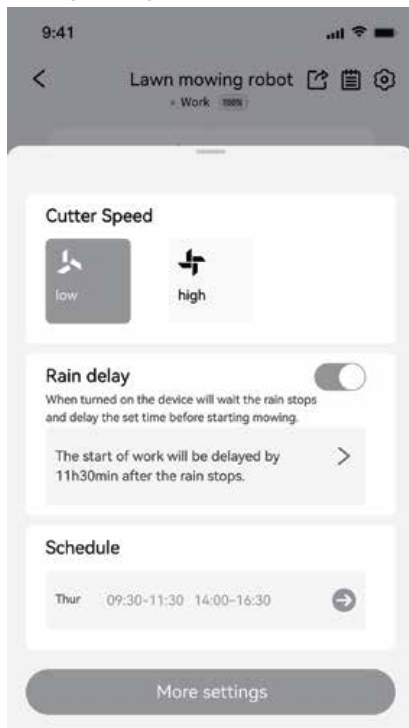 9:41
Lawn mowing robot
Work 100%
Cutter Speed
low
high
Rain delay
When turned on the device will wait the rain stops
and delay the set time before starting mowing.
The start of work will be delayed by
11h30min after the rain stops.
Schedule
Thur 09:30-11:30 14:00-16:30
More settings